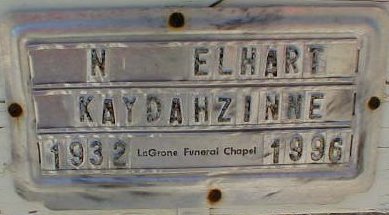 N ELHART
KAYDAHZINNE
1932 LaGrone Funeral Chapel 1996